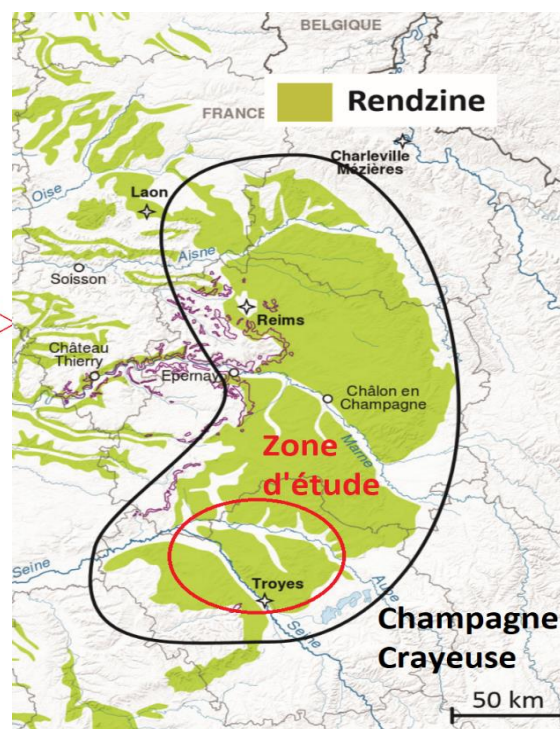 BELGIQUE
Rendzine
FRANCE
Charleville
Mézières
Oise
Laon
Aisne
Soisson
Reims
Château
Thierry
Epernay
Châlon en
Champagne
Marne
Zone
d'étude
Seine
Troyes
Aube
Seine
Champagne
Crayeuse
50 km